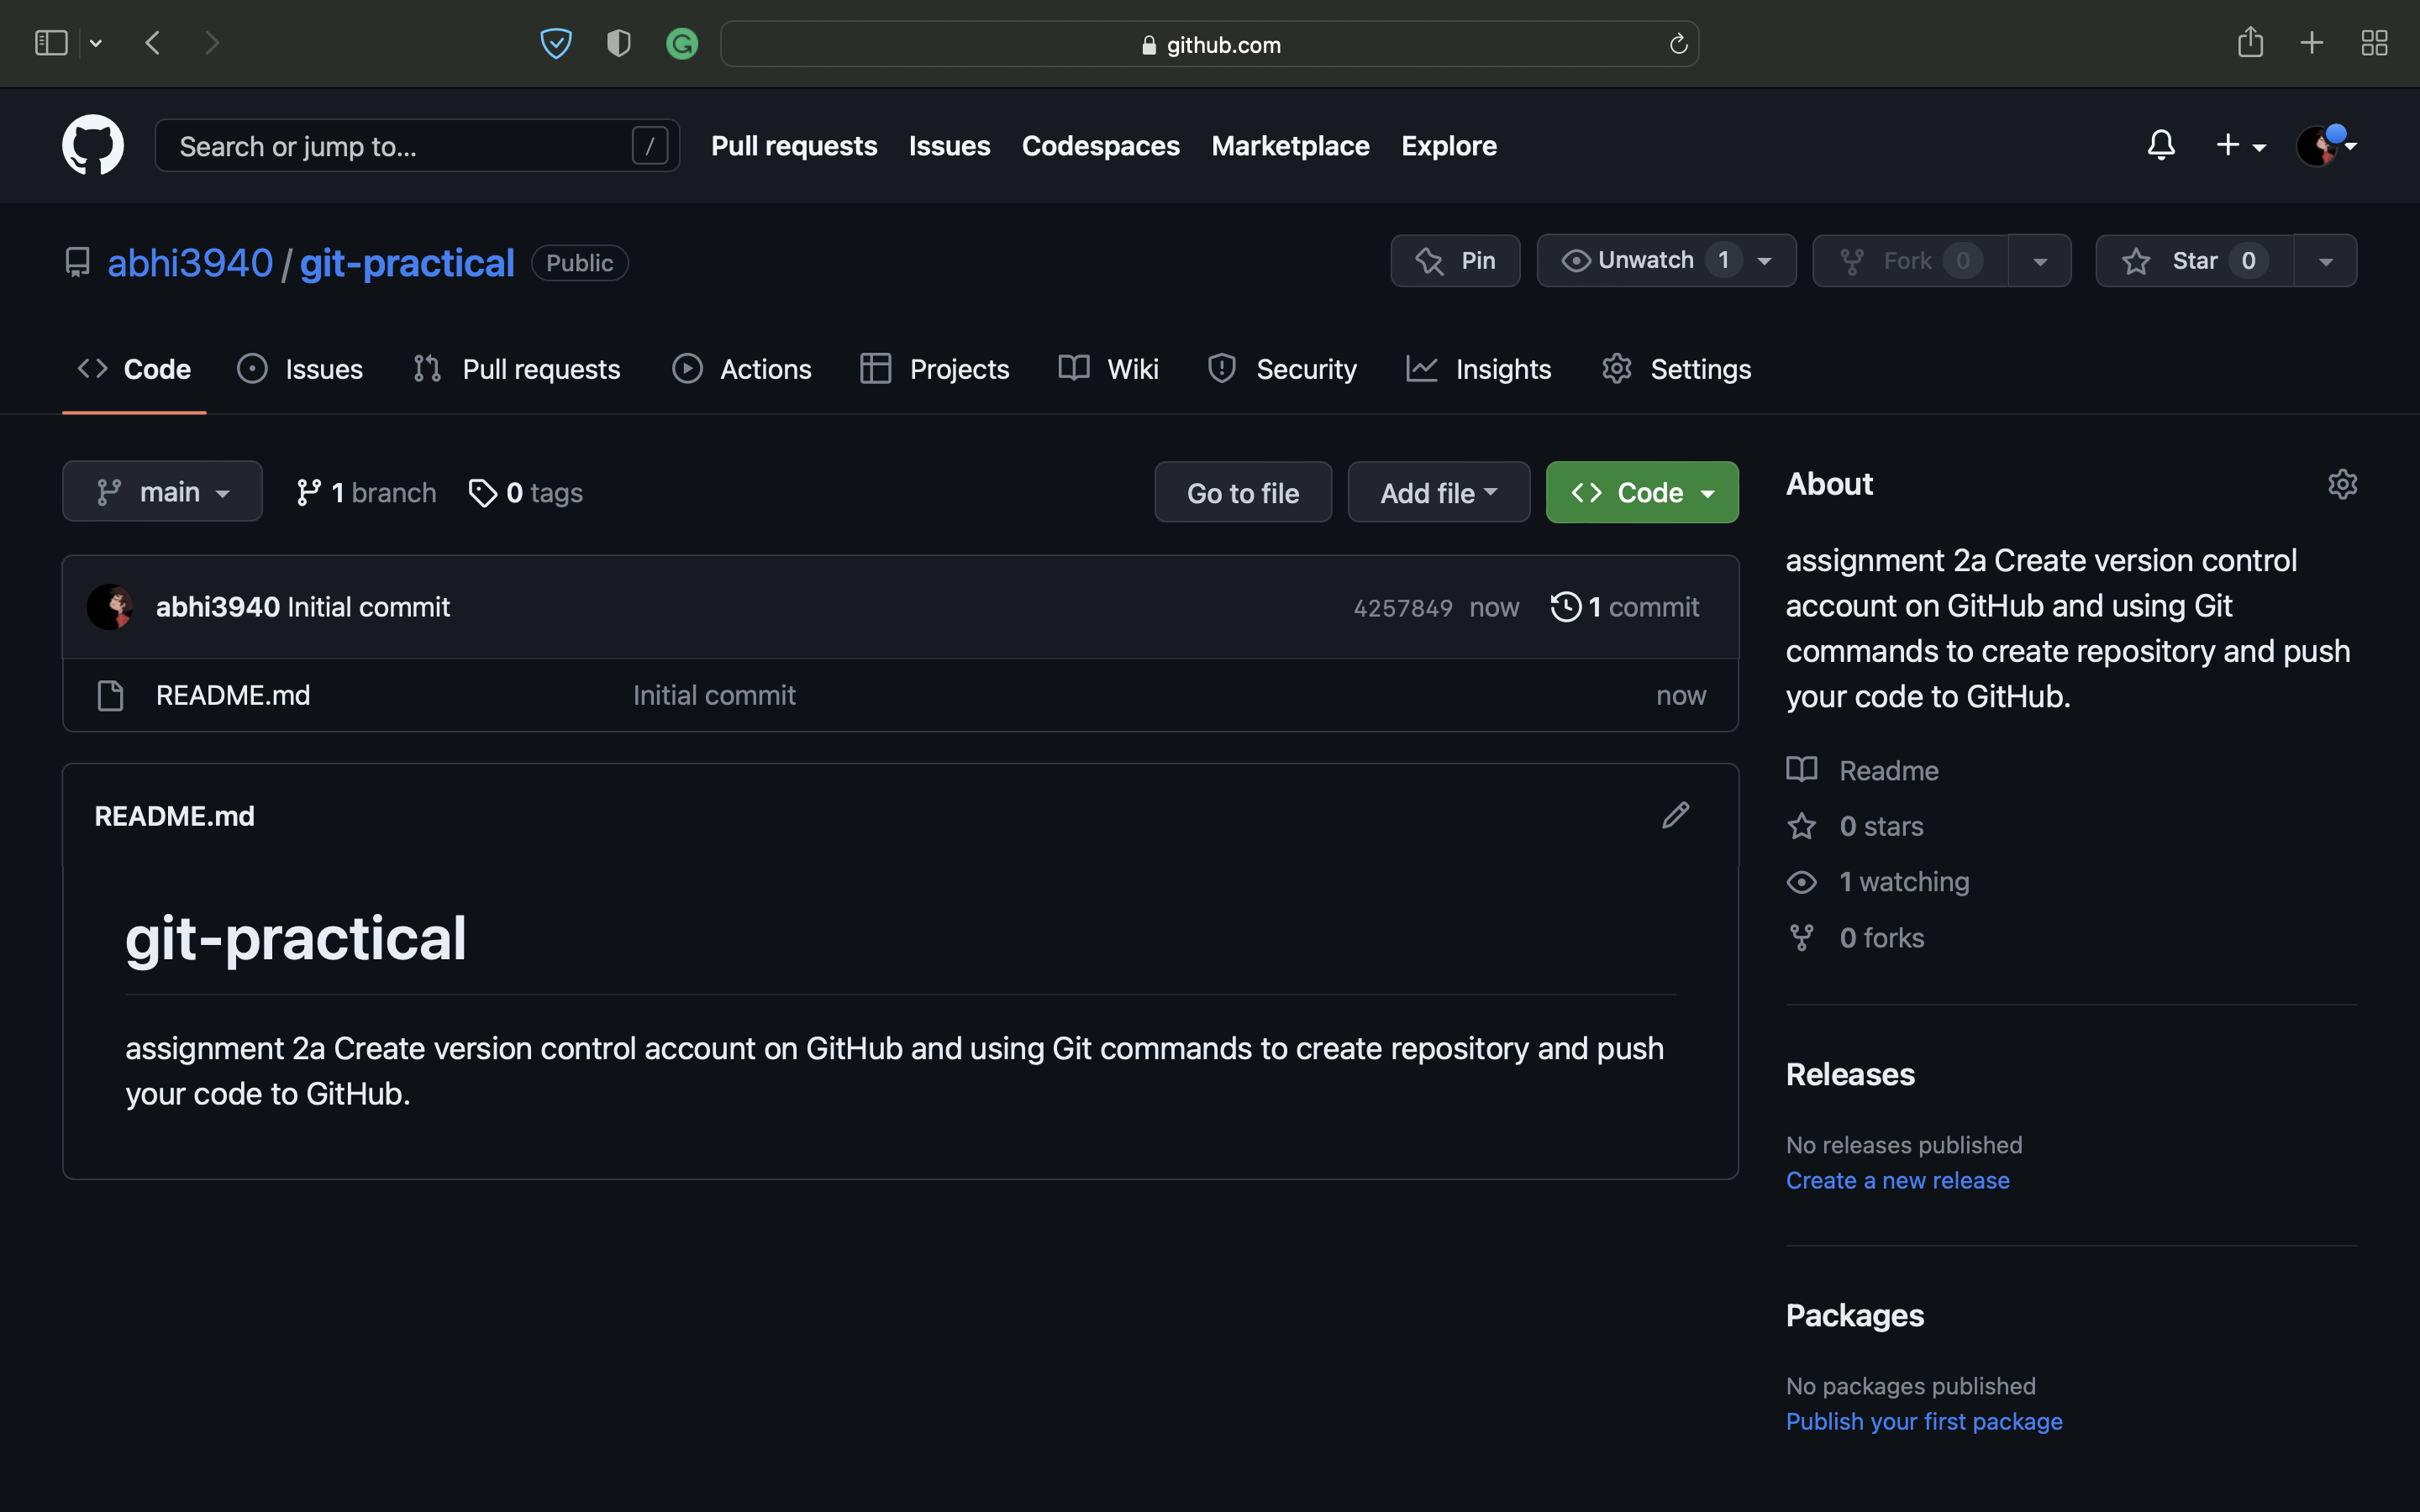 github.com
Search or jump to... /
Pull requests Issues Codespaces Marketplace Explore
abhi3940 / git-practical Public
Pin Unwatch 1 Fork 0 Star 0
Code Issues Pull requests Actions Projects Wiki Security Insights Settings
main 1 branch 0 tags Go to file Add file Code
abhi3940 Initial commit 4257849 now 1 commit
README.md Initial commit now
README.md
git-practical
assignment 2a Create version control account on GitHub and using Git commands to create repository and push
your code to GitHub.
About
assignment 2a Create version control
account on GitHub and using Git
commands to create repository and push
your code to GitHub.
Readme
0 stars
1 watching
0 forks
Releases
No releases published
Create a new release
Packages
No packages published
Publish your first package